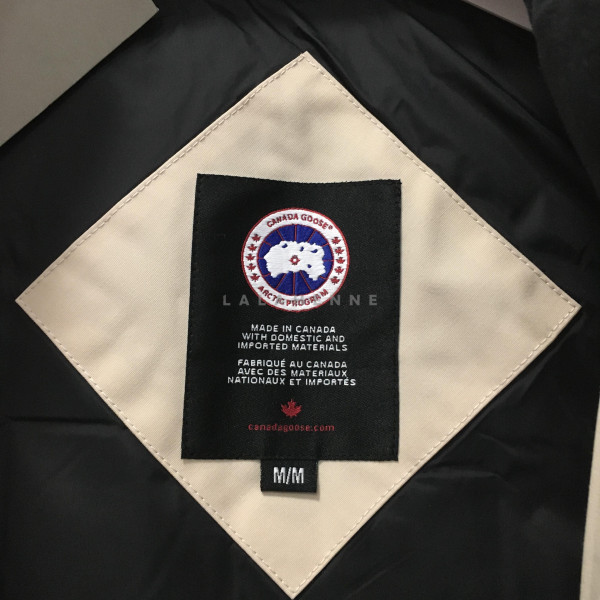 CANADA GOOSE®
ARCTIC PROGRAM
MADE IN CANADA
WITH DOMESTIC AND
IMPORTED MATERIALS
FABRIQUÉ AU CANADA
AVEC DES MATERIAUX
NATIONAUX ET IMPORTÉS
canadagoose.com
M/M